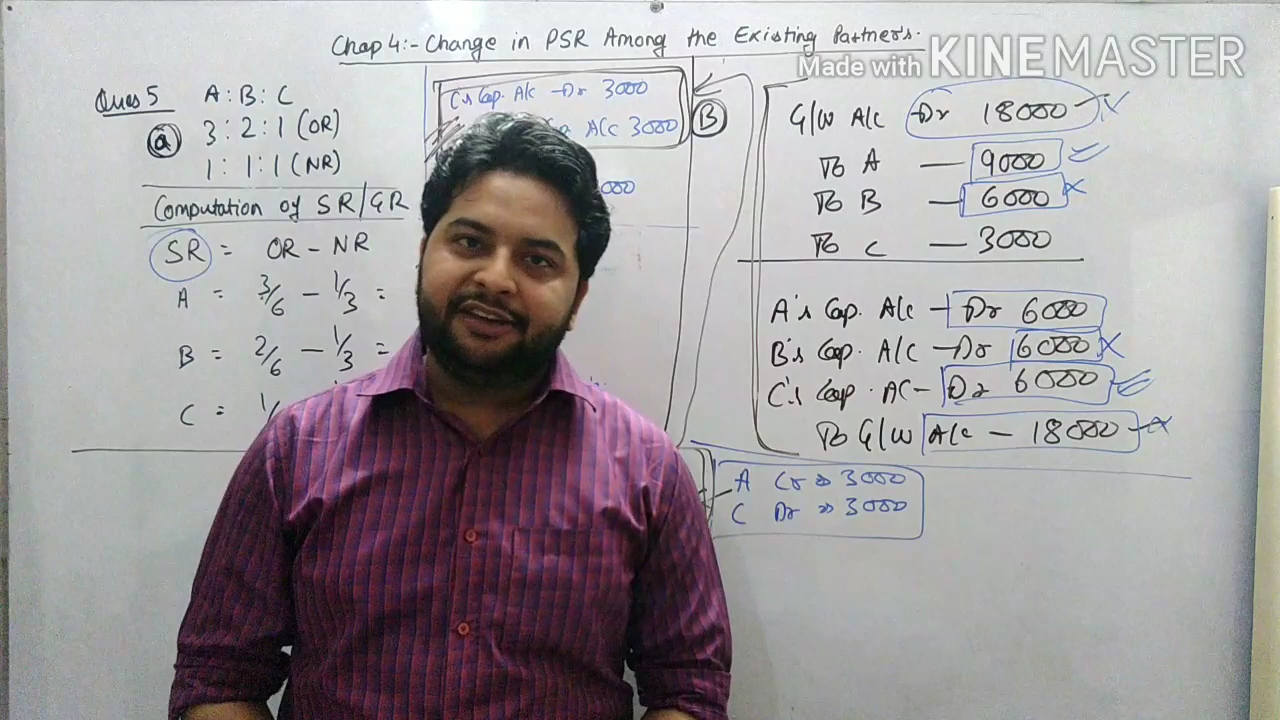 Chap 4:- Change in PSR Among the Existing Partner's.
Made with KINEMASTER
Ques 5 A : B : C
(a) 3 : 2 : 1 (OR)
1 : 1 : 1 (NR)
Computation of SR/GR
SR = OR - NR
A = 3/6 - 1/3 =
B = 2/6 - 1/3 =
C = 1/
C's Cap. A/c - Dr 3000
A/c 3000
000
(B)
G/W A/c Dr 18000
To A — 9000
To B — 6000
To C — 3000
A's Cap. A/c - Dr 6000
B's Cap. A/c - Dr 6000
C's Cap. A/C - Dr 6000
To G/W A/c - 18000
A Cr » 3000
C Dr » 3000